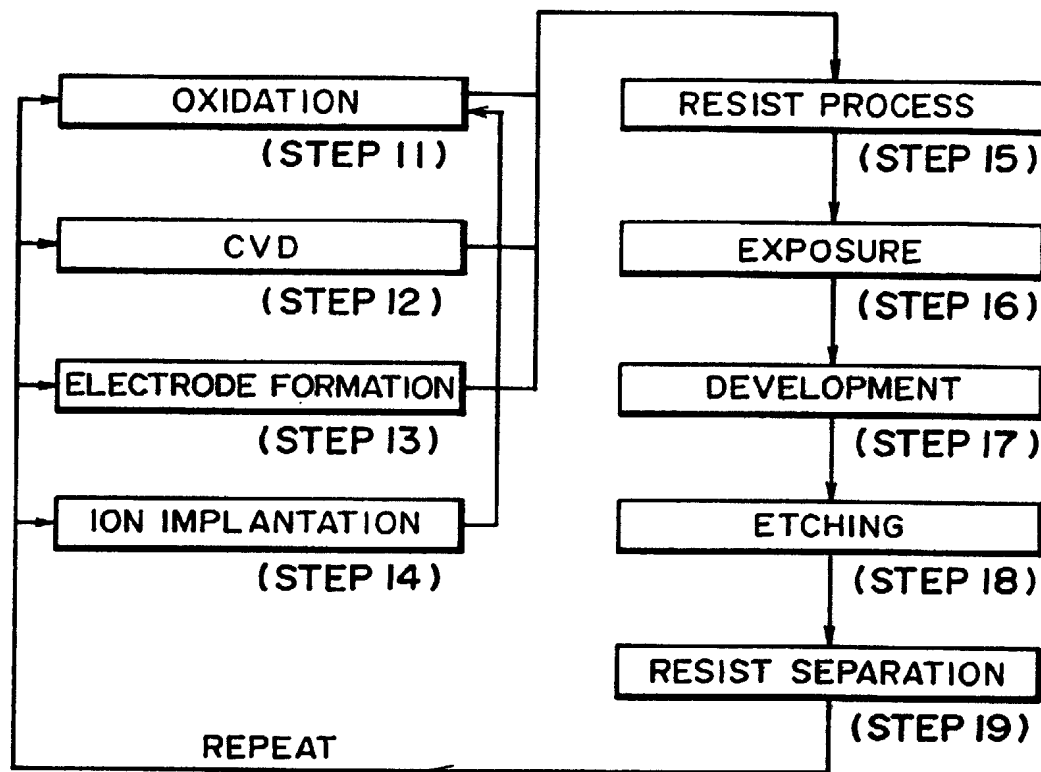 OXIDATION
(STEP 11)
CVD
(STEP 12)
ELECTRODE FORMATION
(STEP 13)
ION IMPLANTATION
(STEP 14)
REPEAT
RESIST PROCESS
(STEP 15)
EXPOSURE
(STEP 16)
DEVELOPMENT
(STEP 17)
ETCHING
(STEP 18)
RESIST SEPARATION
(STEP 19)